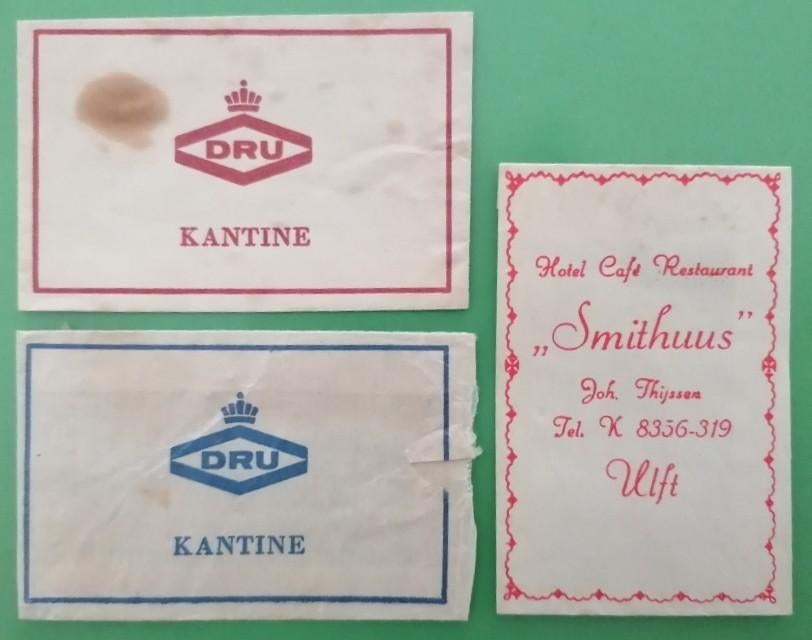 DRU
KANTINE
DRU
KANTINE
Hotel Café Restaurant
„Smithuus”
Joh. Thijssen
Tel. K 8356-319
Ulft